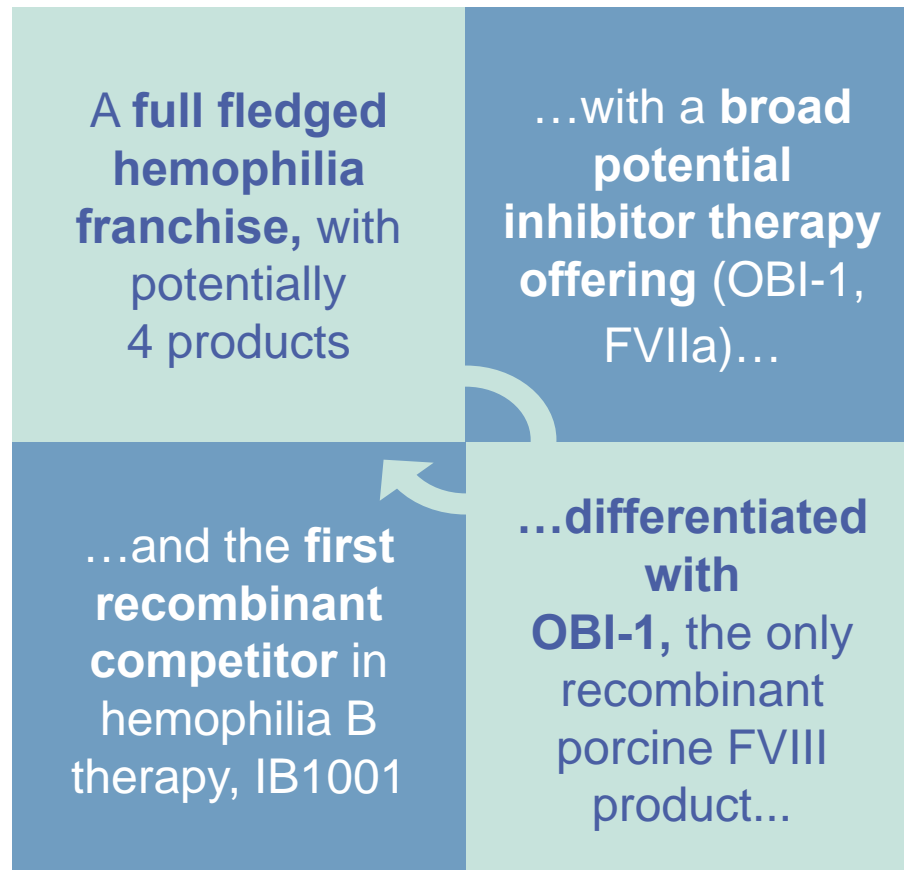 A full fledged
hemophilia
franchise, with
potentially
4 products
…with a broad
potential
inhibitor therapy
offering (OBI-1,
FVIIa)…
…differentiated
with
OBI-1, the only
recombinant
porcine FVIII
product...
…and the first
recombinant
competitor in
hemophilia B
therapy, IB1001